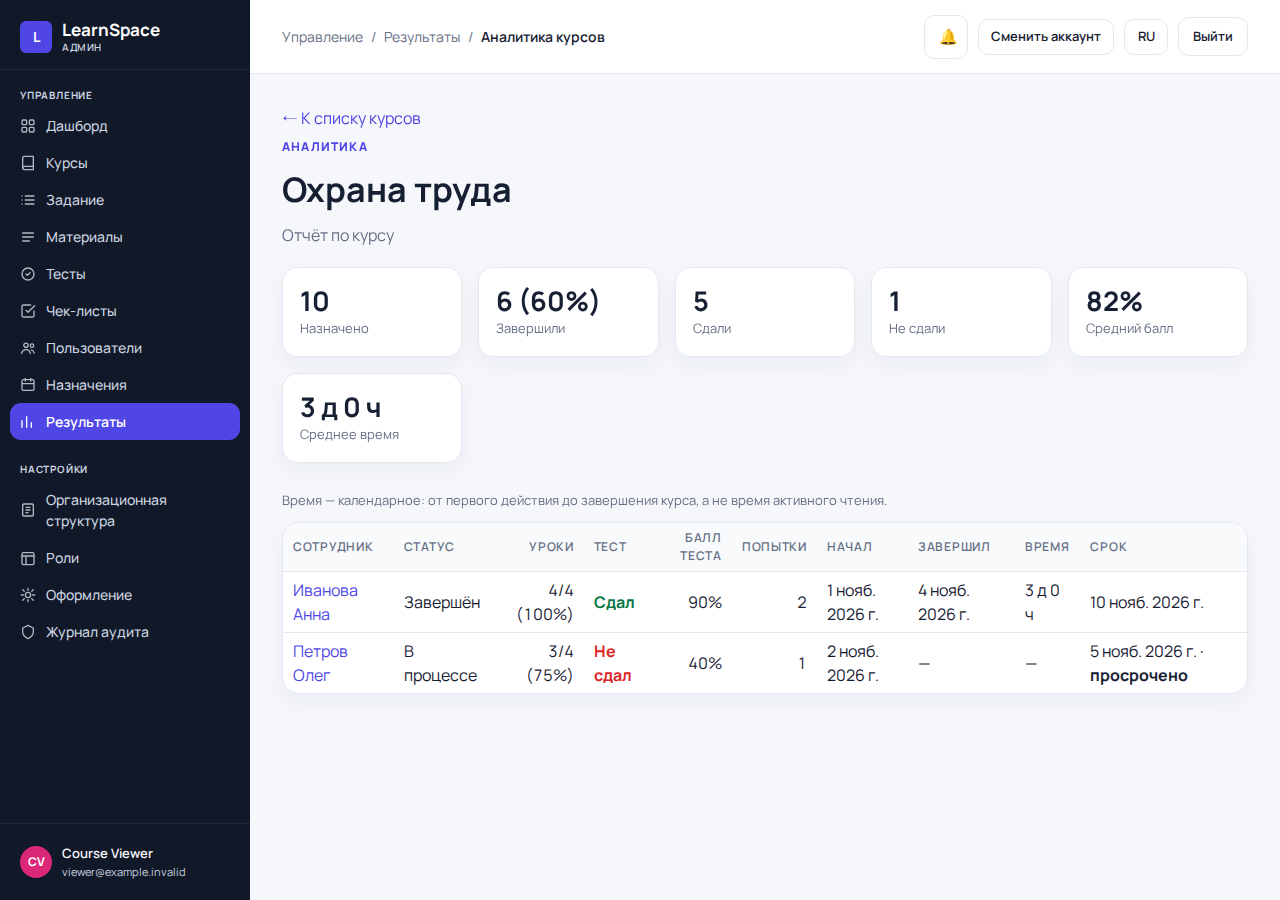 L
LearnSpace
АДМИН
УПРАВЛЕНИЕ
Дашборд
Курсы
Задание
Материалы
Тесты
Чек-листы
Пользователи
Назначения
Результаты
НАСТРОЙКИ
Организационная
структура
Роли
Оформление
Журнал аудита
CV
Course Viewer
viewer@example.invalid
Управление / Результаты / Аналитика курсов
Сменить аккаунт
RU
Выйти
← К списку курсов
АНАЛИТИКА
Охрана труда
Отчёт по курсу
10
Назначено
6 (60%)
Завершили
5
Сдали
1
Не сдали
82%
Средний балл
3 д 0 ч
Среднее время
Время — календарное: от первого действия до завершения курса, а не время активного чтения.
СОТРУДНИК
СТАТУС
УРОКИ
ТЕСТ
БАЛЛ
ТЕСТА
ПОПЫТКИ
НАЧАЛ
ЗАВЕРШИЛ
ВРЕМЯ
СРОК
Иванова
Анна
Завершён
4/4
(100%)
Сдал
90%
2
1 нояб.
2026 г.
4 нояб.
2026 г.
3 д 0
ч
10 нояб. 2026 г.
Петров
Олег
В
процессе
3/4
(75%)
Не
сдал
40%
1
2 нояб.
2026 г.
—
—
5 нояб. 2026 г. ·
просрочено